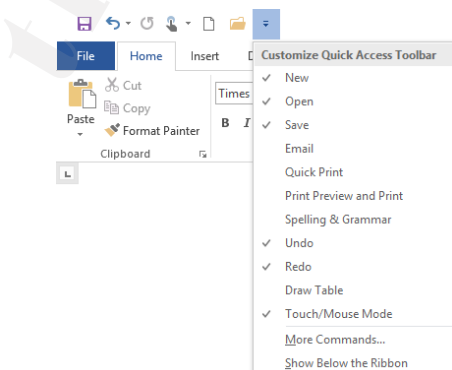 File Home Insert D
Customize Quick Access Toolbar
New
Open
Save
Email
Quick Print
Print Preview and Print
Spelling & Grammar
Undo
Redo
Draw Table
Touch/Mouse Mode
More Commands...
Show Below the Ribbon
Cut
Copy
Format Painter
Paste
Clipboard
Times
B I
L